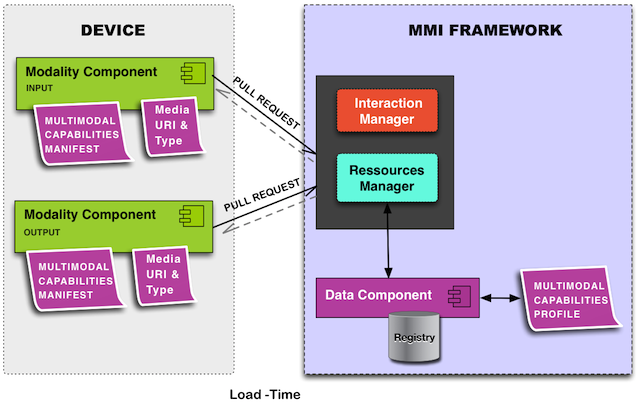 DEVICE
Modality Component
INPUT
MULTIMODAL
CAPABILITIES
MANIFEST
Media
URI &
Type
Modality Component
OUTPUT
MULTIMODAL
CAPABILITIES
MANIFEST
Media
URI &
Type
PULL REQUEST
PULL REQUEST
MMI FRAMEWORK
Interaction
Manager
Ressources
Manager
Data Component
Registry
MULTIMODAL
CAPABILITIES
PROFILE
Load -Time